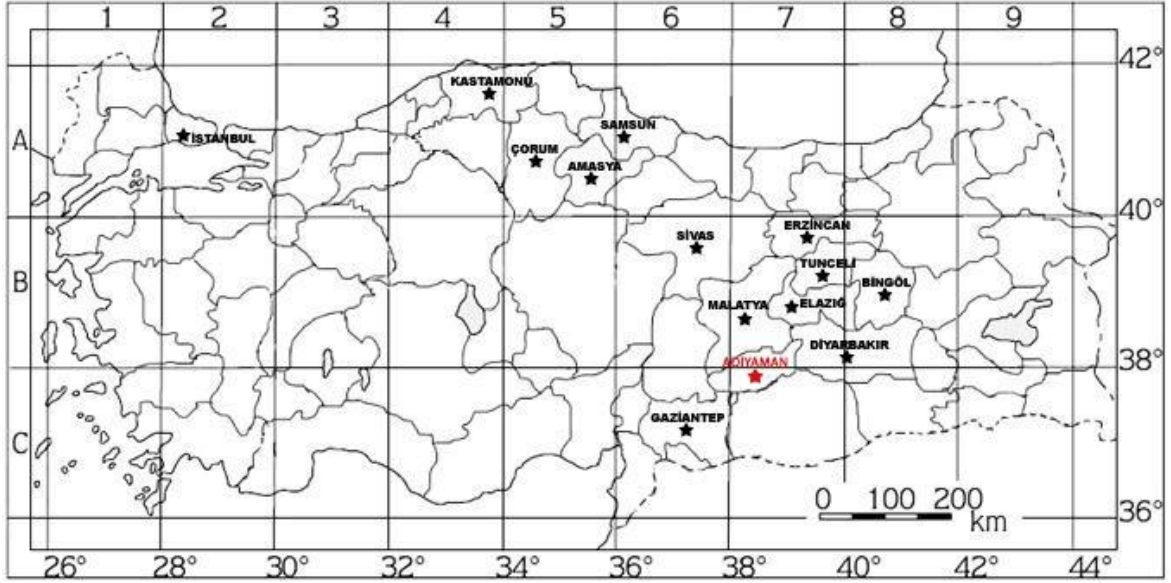 1 2 3 4 5 6 7 8 9
42°
KASTAMONU
A
İSTANBUL
SAMSUN
ÇORUM
AMASYA
40°
ERZİNCAN
SİVAS
TUNCELİ
B
BİNGÖL
MALATYA
ELAZIĞ
DİYARBAKIR
ADIYAMAN
38°
GAZİANTEP
C
0 100 200
km
36°
26° 28° 30° 32° 34° 36° 38° 40° 42° 44°